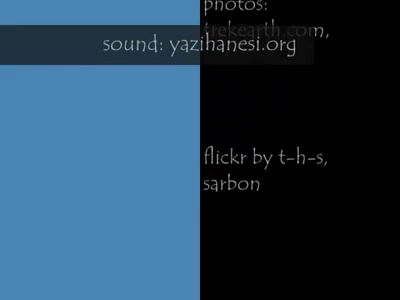 photos:
trekearth.com,
sound: yazihanesi.org
flickr by t-h-s,
sarbon